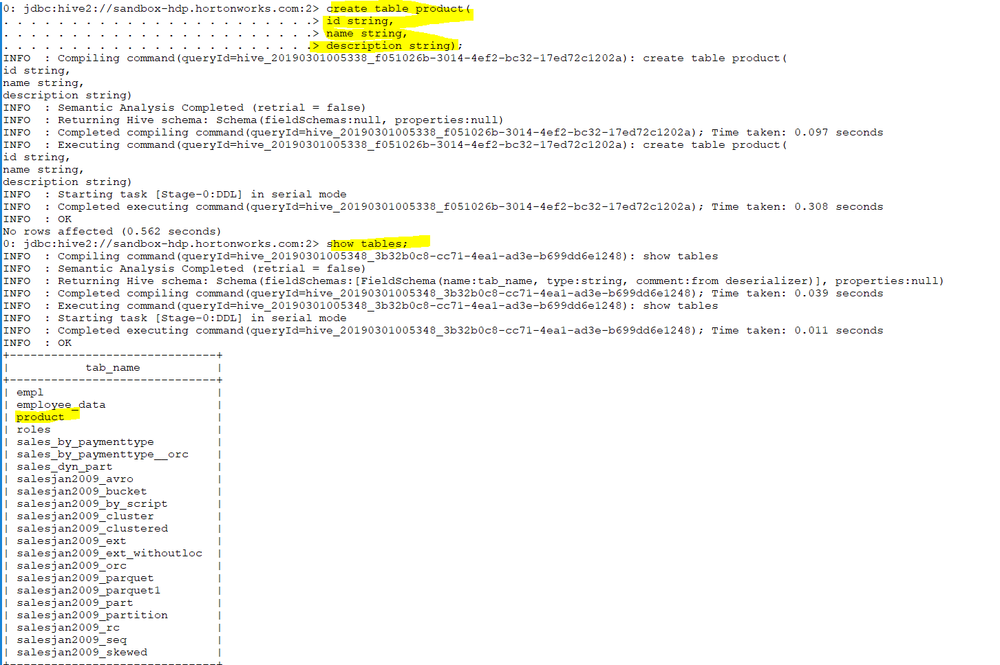 0: jdbc:hive2://sandbox-hdp.hortonworks.com:2> create table product(
. . . . . . . . . . . . . . . . . . . . . . .> id string,
. . . . . . . . . . . . . . . . . . . . . . .> name string,
. . . . . . . . . . . . . . . . . . . . . . .> description string);
INFO  : Compiling command(queryId=hive_20190301005338_f051026b-3014-4ef2-bc32-17ed72c1202a): create table product(
id string,
name string,
description string)
INFO  : Semantic Analysis Completed (retrial = false)
INFO  : Returning Hive schema: Schema(fieldSchemas:null, properties:null)
INFO  : Completed compiling command(queryId=hive_20190301005338_f051026b-3014-4ef2-bc32-17ed72c1202a); Time taken: 0.097 seconds
INFO  : Executing command(queryId=hive_20190301005338_f051026b-3014-4ef2-bc32-17ed72c1202a): create table product(
id string,
name string,
description string)
INFO  : Starting task [Stage-0:DDL] in serial mode
INFO  : Completed executing command(queryId=hive_20190301005338_f051026b-3014-4ef2-bc32-17ed72c1202a); Time taken: 0.308 seconds
INFO  : OK
No rows affected (0.562 seconds)
0: jdbc:hive2://sandbox-hdp.hortonworks.com:2> show tables;
INFO  : Compiling command(queryId=hive_20190301005348_3b32b0c8-cc71-4ea1-ad3e-b699dd6e1248): show tables
INFO  : Semantic Analysis Completed (retrial = false)
INFO  : Returning Hive schema: Schema(fieldSchemas:[FieldSchema(name:tab_name, type:string, comment:from deserializer)], properties:null)
INFO  : Completed compiling command(queryId=hive_20190301005348_3b32b0c8-cc71-4ea1-ad3e-b699dd6e1248); Time taken: 0.039 seconds
INFO  : Executing command(queryId=hive_20190301005348_3b32b0c8-cc71-4ea1-ad3e-b699dd6e1248): show tables
INFO  : Starting task [Stage-0:DDL] in serial mode
INFO  : Completed executing command(queryId=hive_20190301005348_3b32b0c8-cc71-4ea1-ad3e-b699dd6e1248); Time taken: 0.011 seconds
INFO  : OK
+------------------------------+
|           tab_name           |
+------------------------------+
| empl                         |
| employee_data                |
| product                      |
| roles                        |
| sales_by_paymenttype         |
| sales_by_paymenttype__orc    |
| sales_dyn_part               |
| salesjan2009_avro            |
| salesjan2009_bucket          |
| salesjan2009_by_script       |
| salesjan2009_cluster         |
| salesjan2009_clustered       |
| salesjan2009_ext             |
| salesjan2009_ext_withoutloc  |
| salesjan2009_orc             |
| salesjan2009_parquet         |
| salesjan2009_parquet1        |
| salesjan2009_part            |
| salesjan2009_partition       |
| salesjan2009_rc              |
| salesjan2009_seq             |
| salesjan2009_skewed          |
+------------------------------+